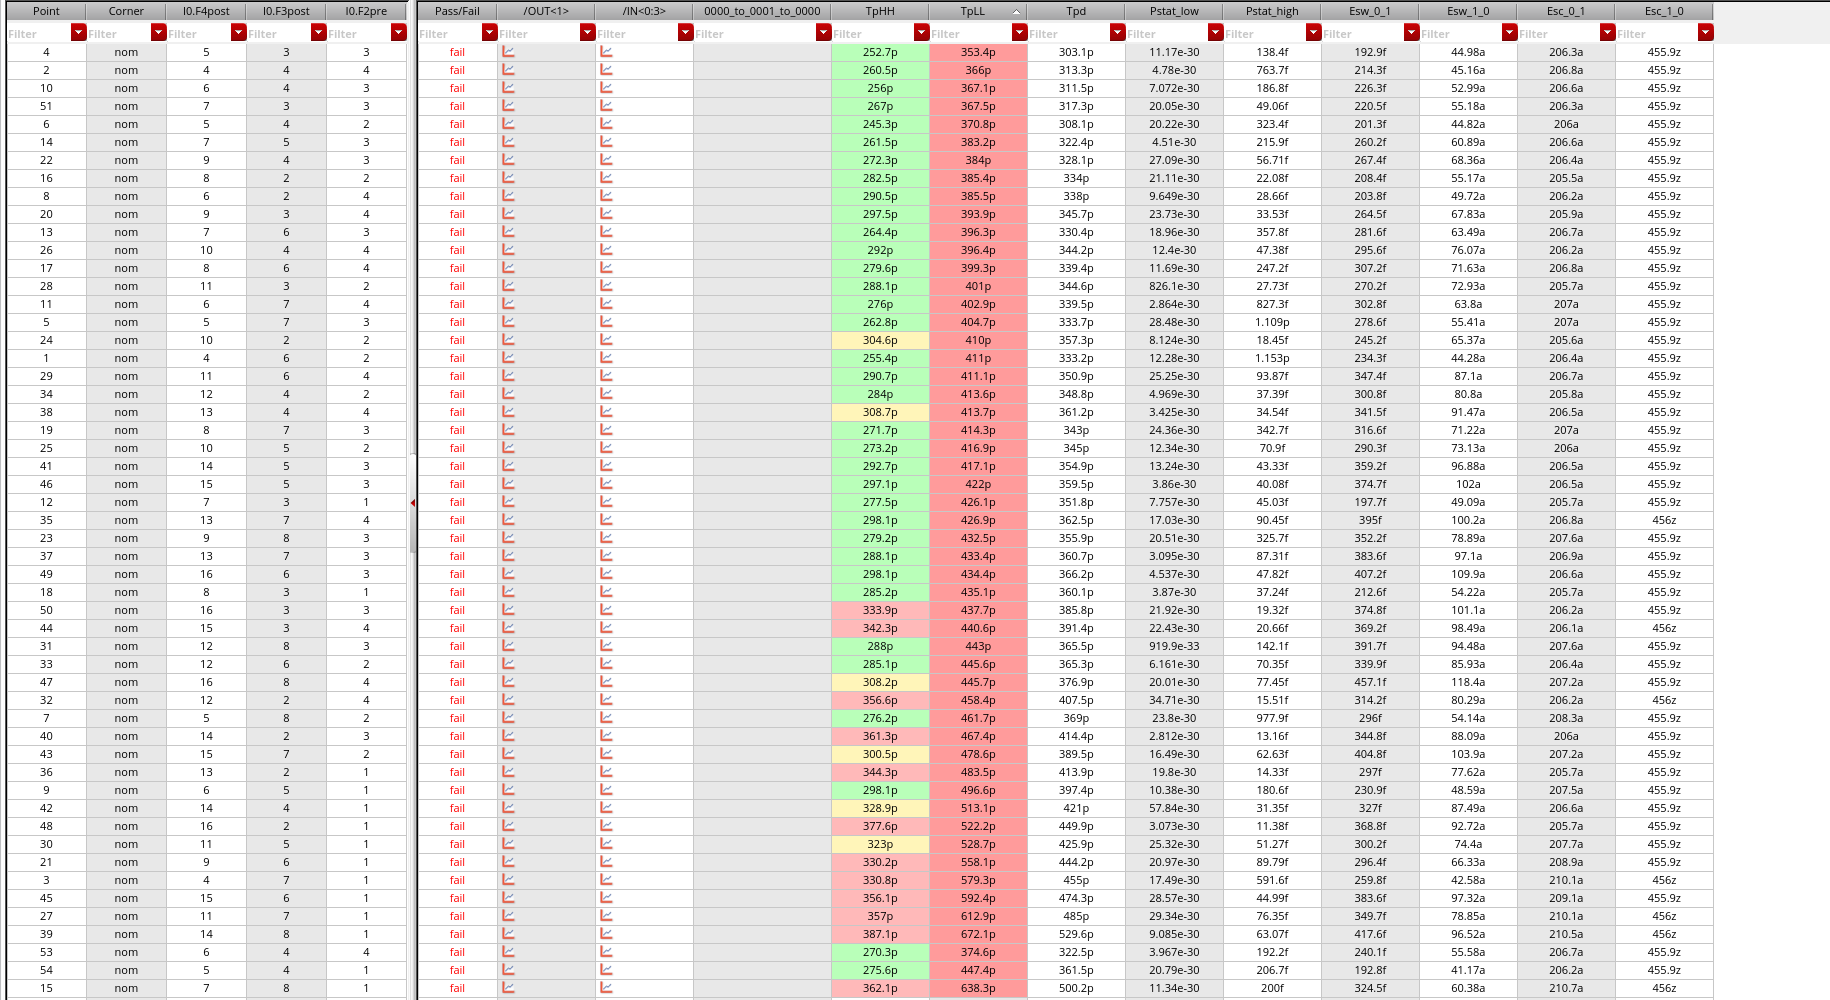 Point Corner I0.F4post I0.F3post I0.F2pre Pass/Fail /OUT<1> /IN<0:3> 0000_to_0001_to_0000 TpHH TpLL Tpd Pstat_low Pstat_high Esw_0_1 Esw_1_0 Esc_0_1 Esc_1_0
Filter Filter Filter Filter Filter Filter Filter Filter Filter Filter Filter Filter Filter Filter Filter Filter Filter Filter
4 nom 5 3 3 fail 252.7p 353.4p 303.1p 11.17e-30 138.4f 192.9f 44.98a 206.3a 455.9z
2 nom 4 4 4 fail 260.5p 366p 313.3p 4.78e-30 763.7f 214.3f 45.16a 206.8a 455.9z
10 nom 6 4 3 fail 256p 367.1p 311.5p 7.072e-30 186.8f 226.3f 52.99a 206.6a 455.9z
51 nom 7 3 3 fail 267p 367.5p 317.3p 20.05e-30 49.06f 220.5f 55.18a 206.3a 455.9z
6 nom 5 4 2 fail 245.3p 370.8p 308.1p 20.22e-30 323.4f 201.3f 44.82a 206a 455.9z
14 nom 7 5 3 fail 261.5p 383.2p 322.4p 4.51e-30 215.9f 260.2f 60.89a 206.6a 455.9z
22 nom 9 4 3 fail 272.3p 384p 328.1p 27.09e-30 56.71f 267.4f 68.36a 206.4a 455.9z
16 nom 8 2 2 fail 282.5p 385.4p 334p 21.11e-30 22.08f 208.4f 55.17a 205.5a 455.9z
8 nom 6 2 4 fail 290.5p 385.5p 338p 9.649e-30 28.66f 203.8f 49.72a 206.2a 455.9z
20 nom 9 3 4 fail 297.5p 393.9p 345.7p 23.73e-30 33.53f 264.5f 67.83a 205.9a 455.9z
13 nom 7 6 3 fail 264.4p 396.3p 330.4p 18.96e-30 357.8f 281.6f 63.49a 206.7a 455.9z
26 nom 10 4 4 fail 292p 396.4p 344.2p 12.4e-30 47.38f 295.6f 76.07a 206.2a 455.9z
17 nom 8 6 4 fail 279.6p 399.3p 339.4p 11.69e-30 247.2f 307.2f 71.63a 206.8a 455.9z
28 nom 11 3 2 fail 288.1p 401p 344.6p 826.1e-30 27.73f 270.2f 72.93a 205.7a 455.9z
11 nom 6 7 4 fail 276p 402.9p 339.5p 2.864e-30 827.3f 302.8f 63.8a 207a 455.9z
5 nom 5 7 3 fail 262.8p 404.7p 333.7p 28.48e-30 1.109p 278.6f 55.41a 207a 455.9z
24 nom 10 2 2 fail 304.6p 410p 357.3p 8.124e-30 18.45f 245.2f 65.37a 205.6a 455.9z
1 nom 4 6 2 fail 255.4p 411p 333.2p 12.28e-30 1.153p 234.3f 44.28a 206.4a 455.9z
29 nom 11 6 4 fail 290.7p 411.1p 350.9p 25.25e-30 93.87f 347.4f 87.1a 206.7a 455.9z
34 nom 12 4 2 fail 284p 413.6p 348.8p 4.969e-30 37.39f 300.8f 80.8a 205.8a 455.9z
38 nom 13 4 4 fail 308.7p 413.7p 361.2p 3.425e-30 34.54f 341.5f 91.47a 206.5a 455.9z
19 nom 8 7 3 fail 271.7p 414.3p 343p 24.36e-30 342.7f 316.6f 71.22a 207a 455.9z
25 nom 10 5 2 fail 273.2p 416.9p 345p 12.34e-30 70.9f 290.3f 73.13a 206a 455.9z
41 nom 14 5 3 fail 292.7p 417.1p 354.9p 13.24e-30 43.33f 359.2f 96.88a 206.5a 455.9z
46 nom 15 5 3 fail 297.1p 422p 359.5p 3.86e-30 40.08f 374.7f 102a 206.5a 455.9z
12 nom 7 3 1 fail 277.5p 426.1p 351.8p 7.757e-30 45.03f 197.7f 49.09a 205.7a 455.9z
35 nom 13 7 4 fail 298.1p 426.9p 362.5p 17.03e-30 90.45f 395f 100.2a 206.8a 456z
23 nom 9 8 3 fail 279.2p 432.5p 355.9p 20.51e-30 325.7f 352.2f 78.89a 207.6a 455.9z
37 nom 13 7 3 fail 288.1p 433.4p 360.7p 3.095e-30 87.31f 383.6f 97.1a 206.9a 455.9z
49 nom 16 6 3 fail 298.1p 434.4p 366.2p 4.537e-30 47.82f 407.2f 109.9a 206.6a 455.9z
18 nom 8 3 1 fail 285.2p 435.1p 360.1p 3.87e-30 37.24f 212.6f 54.22a 205.7a 455.9z
50 nom 16 3 3 fail 333.9p 437.7p 385.8p 21.92e-30 19.32f 374.8f 101.1a 206.2a 455.9z
44 nom 15 3 4 fail 342.3p 440.6p 391.4p 22.43e-30 20.66f 369.2f 98.49a 206.1a 456z
31 nom 12 8 3 fail 288p 443p 365.5p 919.9e-33 142.1f 391.7f 94.48a 207.6a 455.9z
33 nom 12 6 2 fail 285.1p 445.6p 365.3p 6.161e-30 70.35f 339.9f 85.93a 206.4a 455.9z
47 nom 16 8 4 fail 308.2p 445.7p 376.9p 20.01e-30 77.45f 457.1f 118.4a 207.2a 455.9z
32 nom 12 2 4 fail 356.6p 458.4p 407.5p 34.71e-30 15.51f 314.2f 80.29a 206.2a 456z
7 nom 5 8 2 fail 276.2p 461.7p 369p 23.8e-30 977.9f 296f 54.14a 208.3a 455.9z
40 nom 14 2 3 fail 361.3p 467.4p 414.4p 2.812e-30 13.16f 344.8f 88.09a 206a 455.9z
43 nom 15 7 2 fail 300.5p 478.6p 389.5p 16.49e-30 62.63f 404.8f 103.9a 207.2a 455.9z
36 nom 13 2 1 fail 344.3p 483.5p 413.9p 19.8e-30 14.33f 297f 77.62a 205.7a 455.9z
9 nom 6 5 1 fail 298.1p 496.6p 397.4p 10.38e-30 180.6f 230.9f 48.59a 207.5a 455.9z
42 nom 14 4 1 fail 328.9p 513.1p 421p 57.84e-30 31.35f 327f 87.49a 206.6a 455.9z
48 nom 16 2 1 fail 377.6p 522.2p 449.9p 3.073e-30 11.38f 368.8f 92.72a 205.7a 455.9z
30 nom 11 5 1 fail 323p 528.7p 425.9p 25.32e-30 51.27f 300.2f 74.4a 207.7a 455.9z
21 nom 9 6 1 fail 330.2p 558.1p 444.2p 20.97e-30 89.79f 296.4f 66.33a 208.9a 455.9z
3 nom 4 7 1 fail 330.8p 579.3p 455p 17.49e-30 591.6f 259.8f 42.58a 210.1a 456z
45 nom 15 6 1 fail 356.1p 592.4p 474.3p 28.57e-30 44.99f 383.6f 97.32a 209.1a 455.9z
27 nom 11 7 1 fail 357p 612.9p 485p 29.34e-30 76.35f 349.7f 78.85a 210.1a 456z
39 nom 14 8 1 fail 387.1p 672.1p 529.6p 9.085e-30 63.07f 417.6f 96.52a 210.5a 456z
53 nom 6 4 4 fail 270.3p 374.6p 322.5p 3.967e-30 192.2f 240.1f 55.58a 206.7a 455.9z
54 nom 5 4 1 fail 275.6p 447.4p 361.5p 20.79e-30 206.7f 192.8f 41.17a 206.2a 455.9z
15 nom 7 8 1 fail 362.1p 638.3p 500.2p 11.34e-30 200f 324.5f 60.38a 210.7a 456z